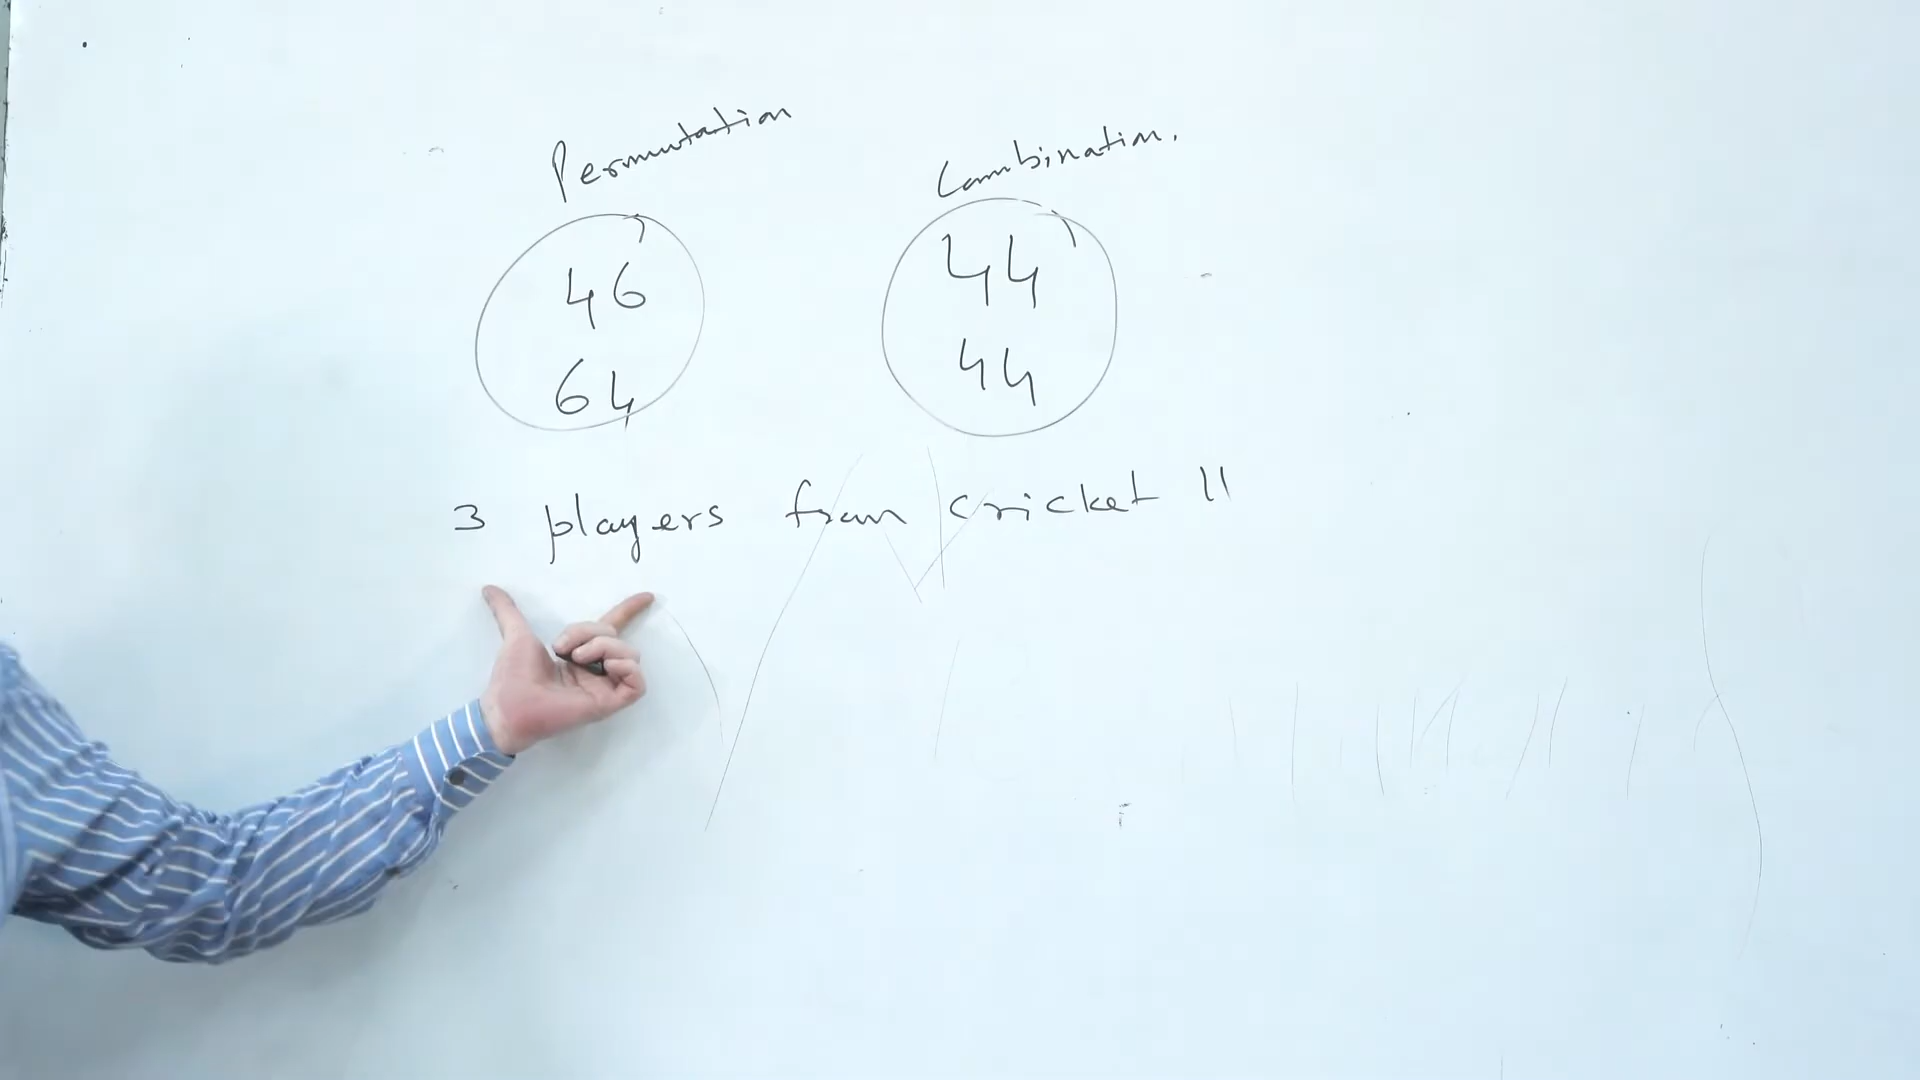 Permutation
Combination.
46
64
44
44
3 players from cricket 11